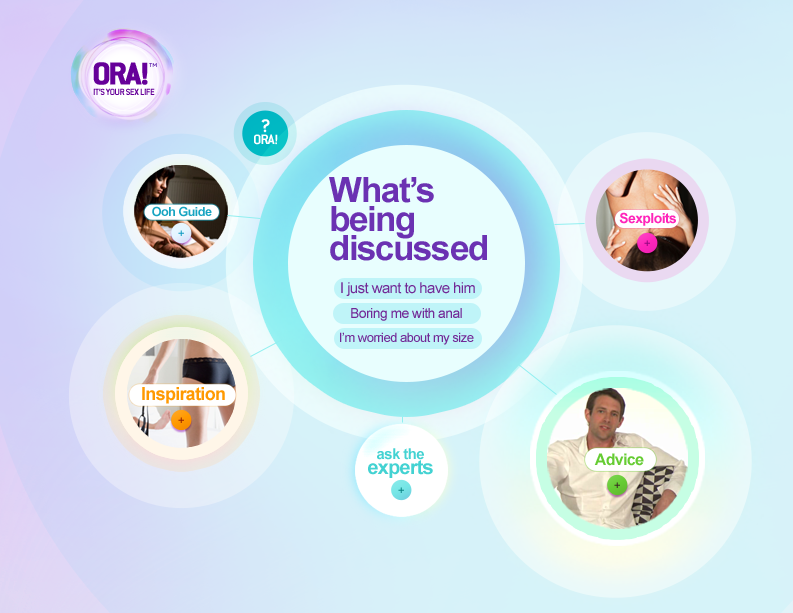 ORA!™
IT'S YOUR SEX LIFE
?
ORA!
Ooh Guide
+
What's
being
discussed
I just want to have him
Boring me with anal
I'm worried about my size
Sexploits
+
Inspiration
+
ask the
experts
+
Advice
+